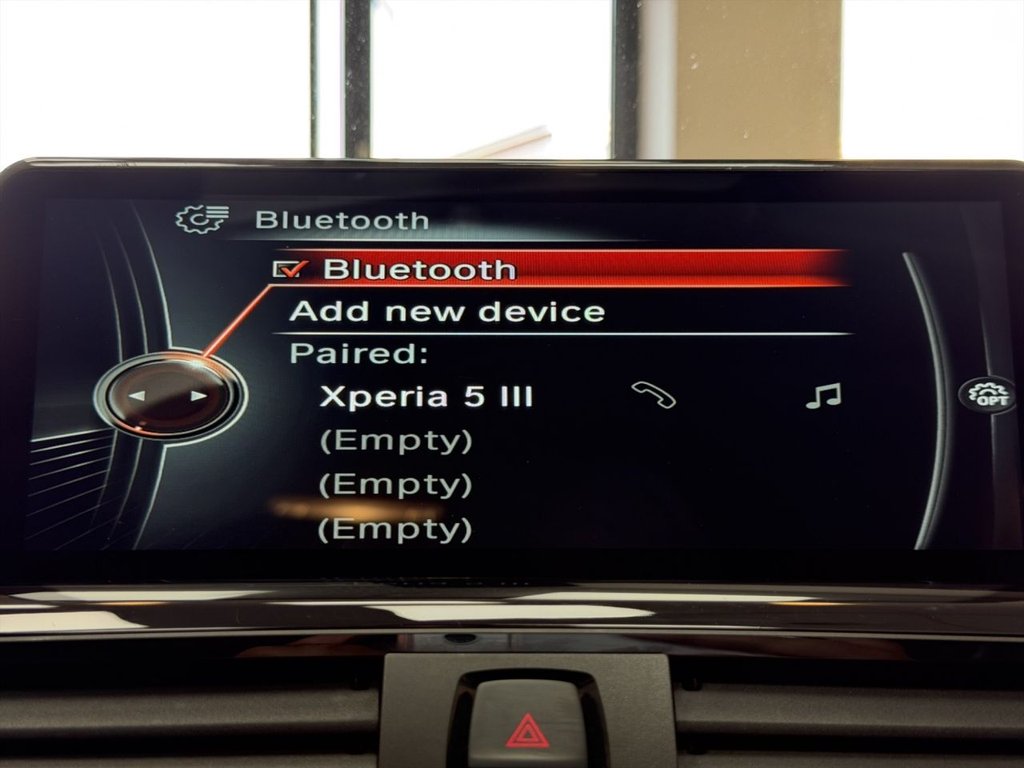 Bluetooth
Bluetooth
Add new device
Paired:
Xperia 5 III
(Empty)
(Empty)
(Empty)
OPT